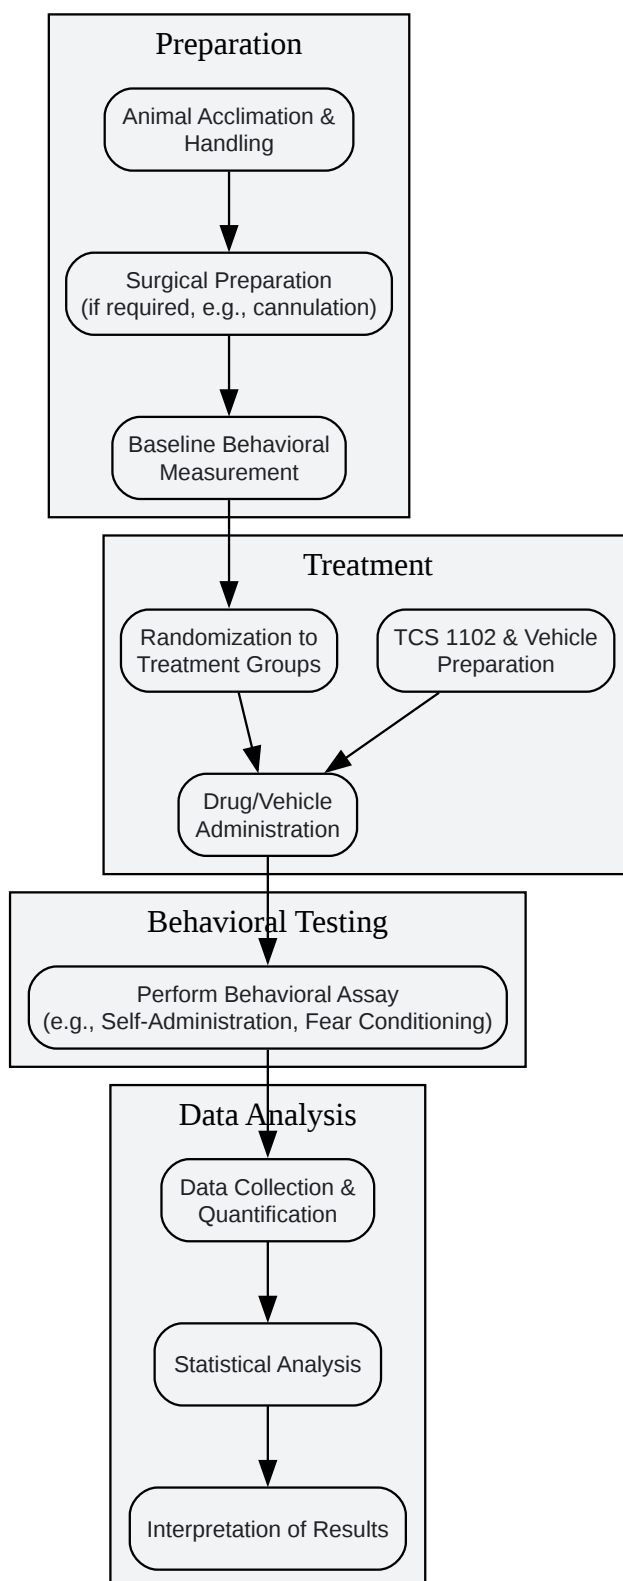 Preparation
Animal Acclimation &
Handling
Surgical Preparation
(if required, e.g., cannulation)
Baseline Behavioral
Measurement
Treatment
Randomization to
Treatment Groups
TCS 1102 & Vehicle
Preparation
Drug/Vehicle
Administration
Behavioral Testing
Perform Behavioral Assay
(e.g., Self-Administration, Fear Conditioning)
Data Analysis
Data Collection &
Quantification
Statistical Analysis
Interpretation of Results